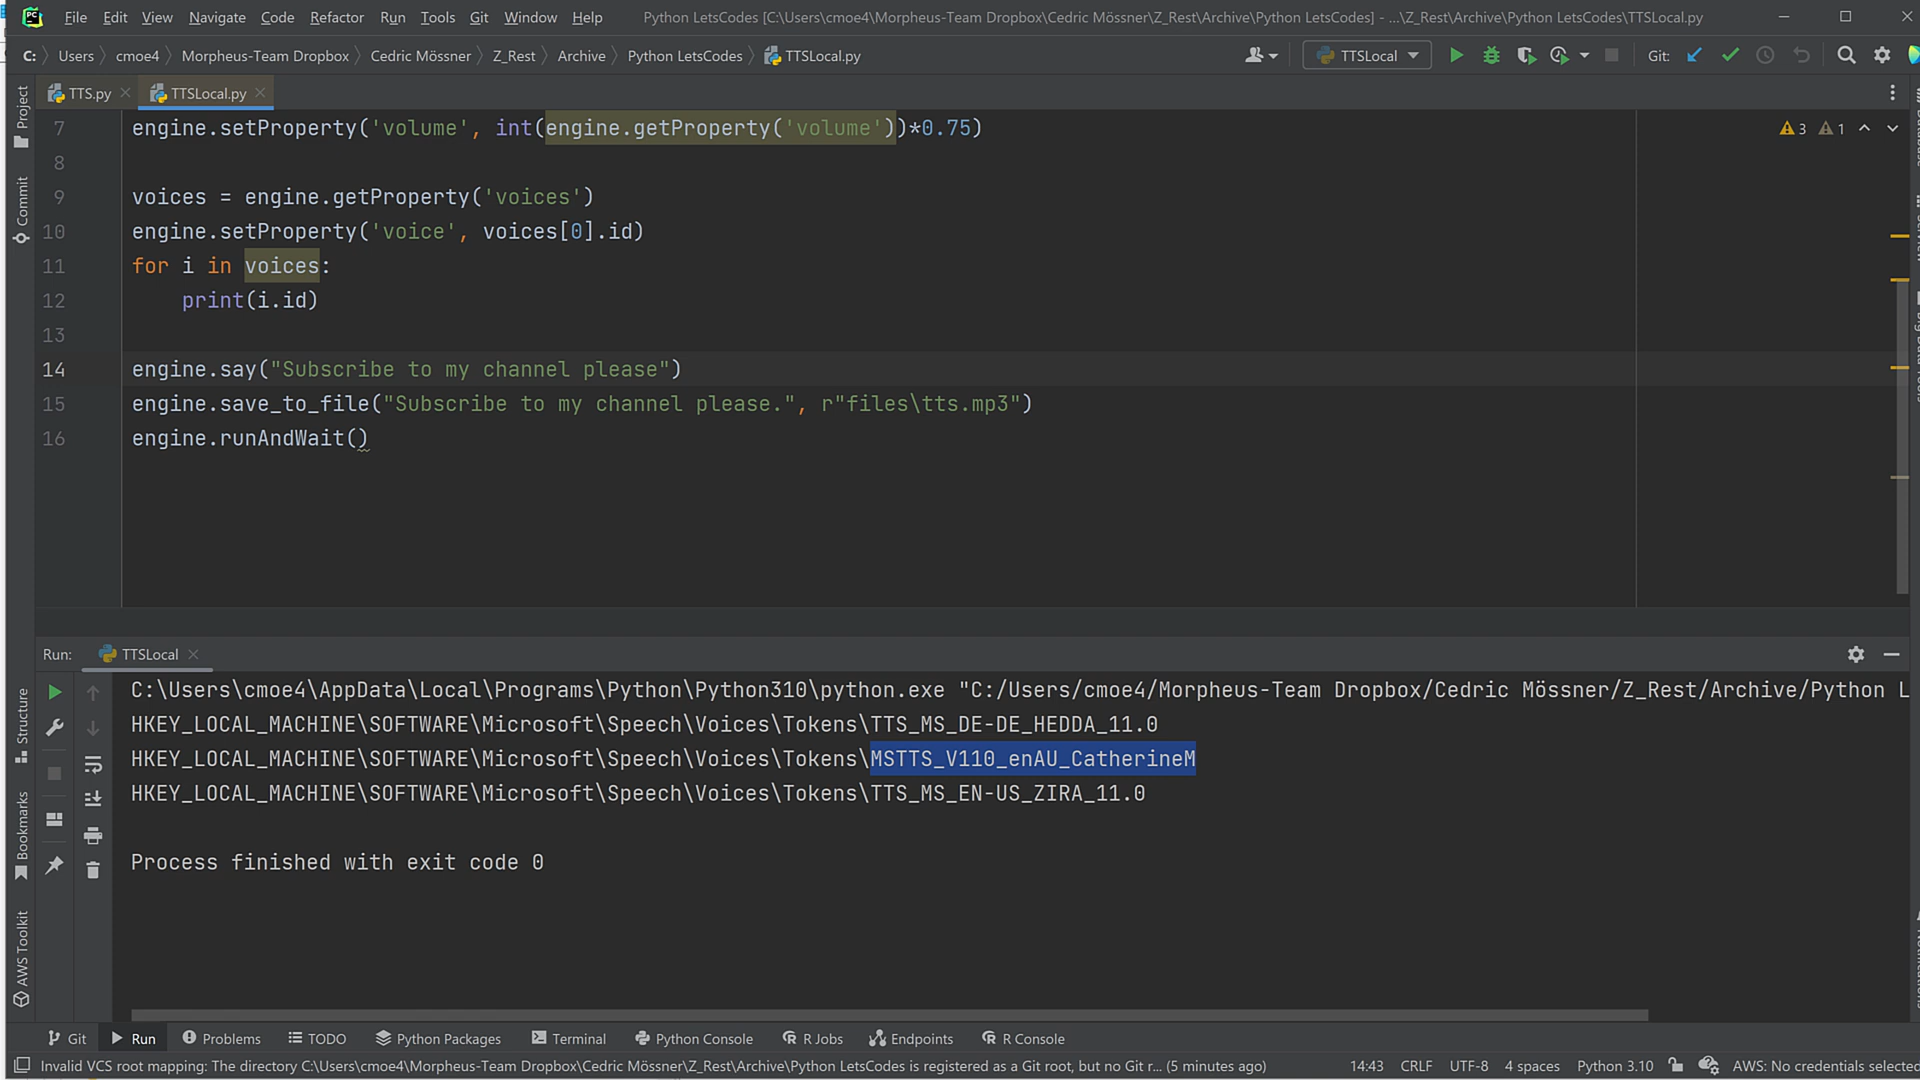 File Edit View Navigate Code Refactor Run Tools Git Window Help Python LetsCodes [C:\Users\cmoe4\Morpheus-Team Dropbox\Cedric Mössner\Z_Rest\Archive\Python LetsCodes] - ...\Z_Rest\Archive\Python LetsCodes\TTSLocal.py
C: Users cmoe4 Morpheus-Team Dropbox Cedric Mössner Z_Rest Archive Python LetsCodes TTSLocal.py TTSLocal Git:
Project
Commit
Structure
Bookmarks
AWS Toolkit
TTS.py TTSLocal.py
7 engine.setProperty('volume', int(engine.getProperty('volume'))*0.75) 3 1
8
9 voices = engine.getProperty('voices')
10 engine.setProperty('voice', voices[0].id)
11 for i in voices:
12 print(i.id)
13
14 engine.say("Subscribe to my channel please")
15 engine.save_to_file("Subscribe to my channel please.", r"files\tts.mp3")
16 engine.runAndWait()
Run: TTSLocal
C:\Users\cmoe4\AppData\Local\Programs\Python\Python310\python.exe "C:/Users/cmoe4/Morpheus-Team Dropbox/Cedric Mössner/Z_Rest/Archive/Python L
HKEY_LOCAL_MACHINE\SOFTWARE\Microsoft\Speech\Voices\Tokens\TTS_MS_DE-DE_HEDDA_11.0
HKEY_LOCAL_MACHINE\SOFTWARE\Microsoft\Speech\Voices\Tokens\MSTTS_V110_enAU_CatherineM
HKEY_LOCAL_MACHINE\SOFTWARE\Microsoft\Speech\Voices\Tokens\TTS_MS_EN-US_ZIRA_11.0
Process finished with exit code 0
Git Run Problems TODO Python Packages Terminal Python Console R Jobs Endpoints R Console
Invalid VCS root mapping: The directory C:\Users\cmoe4\Morpheus-Team Dropbox\Cedric Mössner\Z_Rest\Archive\Python LetsCodes is registered as a Git root, but no Git r... (5 minutes ago) 14:43 CRLF UTF-8 4 spaces Python 3.10 AWS: No credentials selected